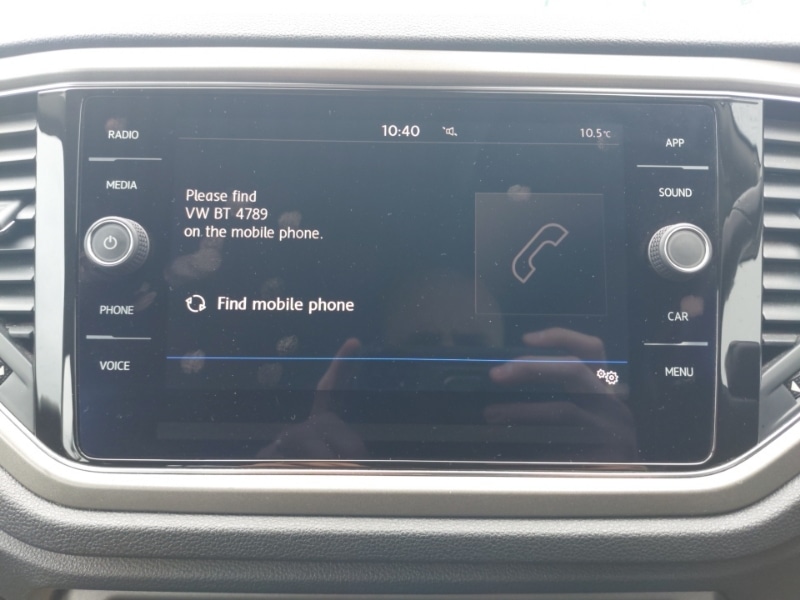 RADIO
MEDIA
PHONE
VOICE
10:40
10.5°C
Please find
VW BT 4789
on the mobile phone.
Find mobile phone
APP
SOUND
CAR
MENU